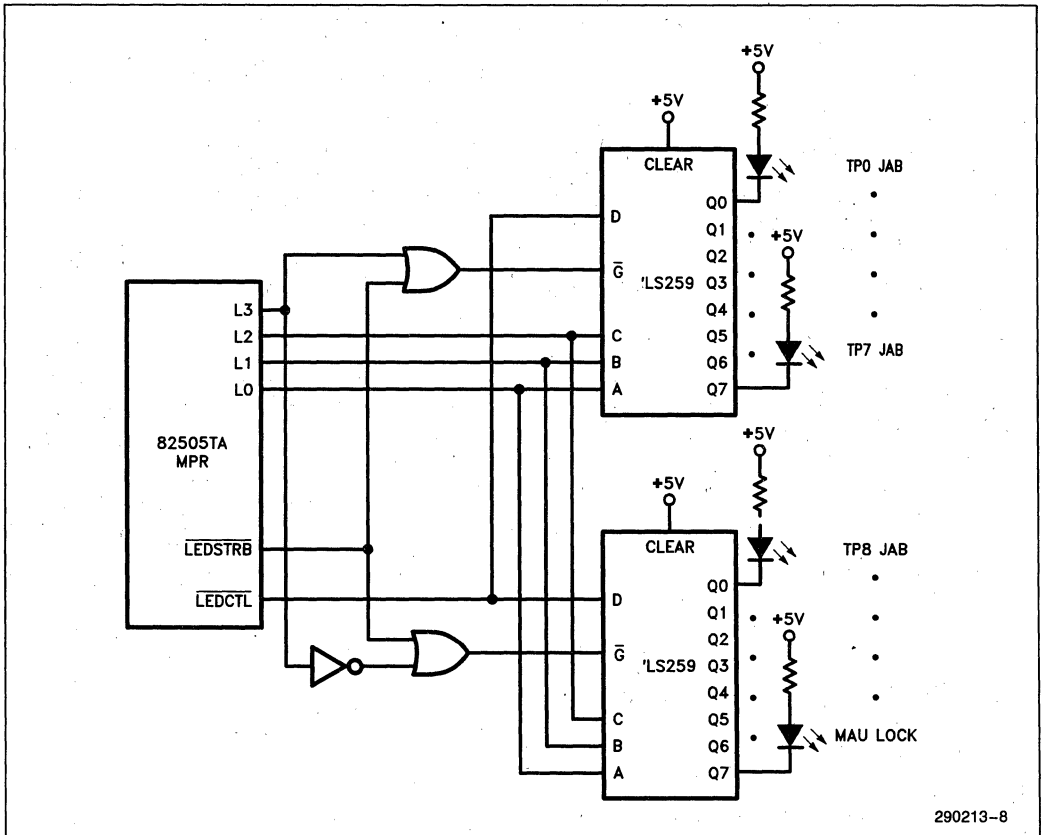 +5V
+5V
CLEAR
TP0 JAB
D
Q0
Q1
+5V
Q2
G
'LS259
Q3
L3
Q4
L2
C
Q5
L1
B
Q6
TP7 JAB
L0
A
Q7
82505TA
MPR
+5V
+5V
LEDSTRB
CLEAR
TP8 JAB
Q0
LEDCTL
D
Q1
+5V
Q2
G
'LS259
Q3
Q4
C
Q5
B
Q6
MAU LOCK
A
Q7
290213-8